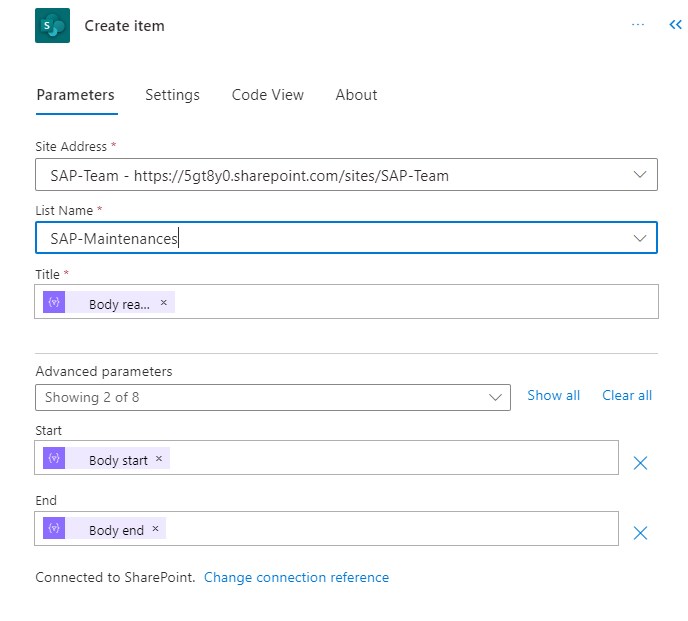 Create item
Parameters Settings Code View About
Site Address *
SAP-Team - https://5gt8y0.sharepoint.com/sites/SAP-Team
List Name *
SAP-Maintenances
Title *
Body rea...
Advanced parameters
Showing 2 of 8 Show all Clear all
Start
Body start
End
Body end
Connected to SharePoint. Change connection reference